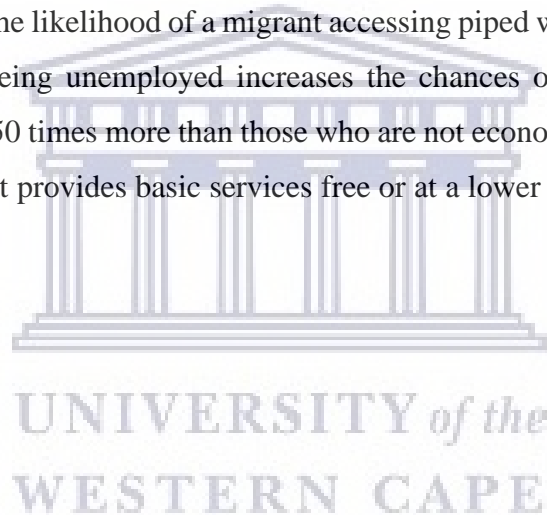 he likelihood of a migrant accessing piped w
eing unemployed increases the chances o
50 times more than those who are not econo
t provides basic services free or at a lower
UNIVERSITY of the
WESTERN CAPE